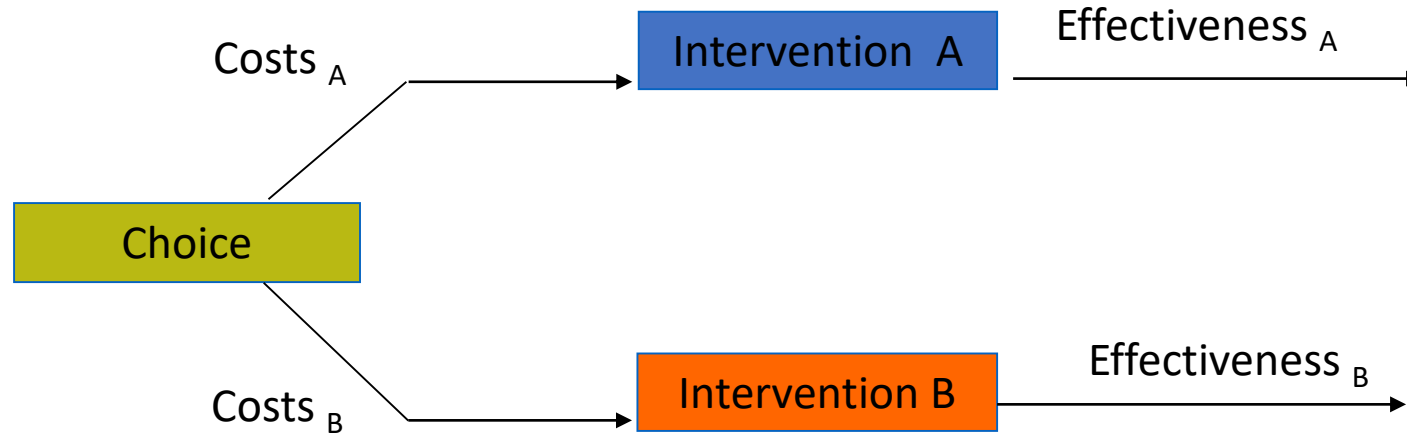 Costs A
Intervention A
Effectiveness A
Choice
Costs B
Intervention B
Effectiveness B